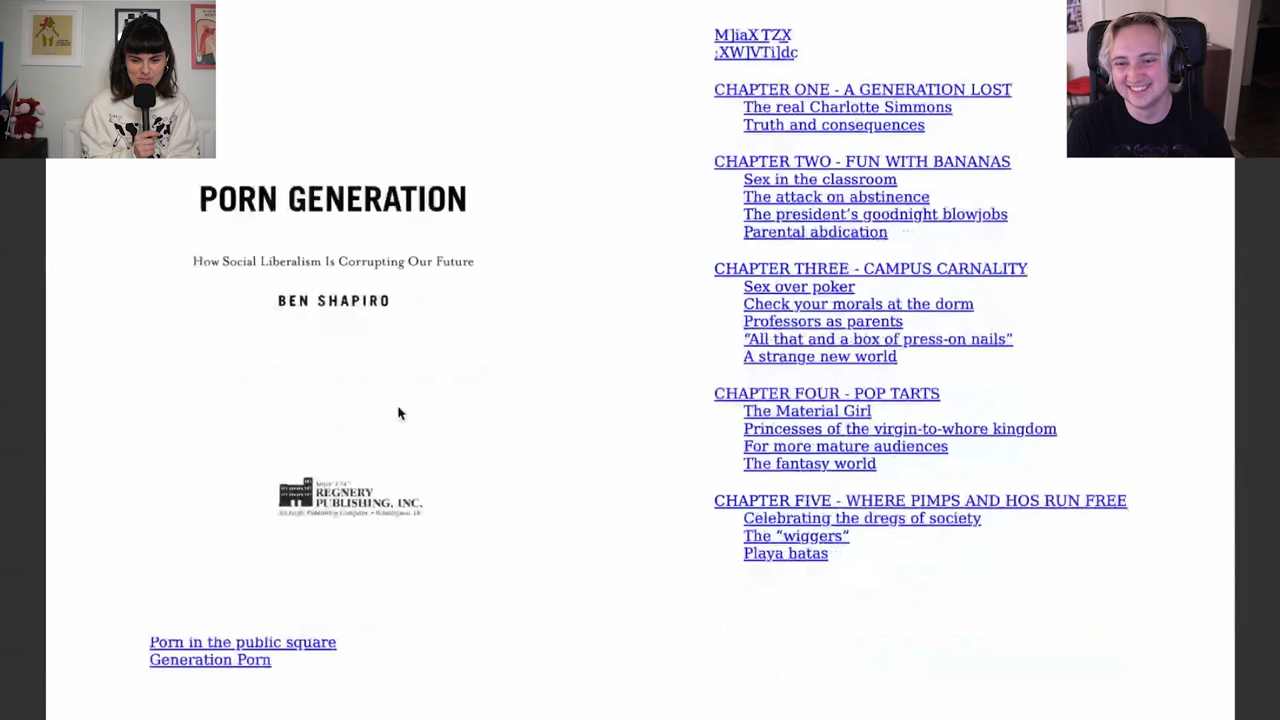 PORN GENERATION
How Social Liberalism Is Corrupting Our Future
BEN SHAPIRO
REGNERY
PUBLISHING, INC.
Porn in the public square
Generation Porn
M]iaX TZX
;XW]VTi]dc
CHAPTER ONE - A GENERATION LOST
The real Charlotte Simmons
Truth and consequences
CHAPTER TWO - FUN WITH BANANAS
Sex in the classroom
The attack on abstinence
The president’s goodnight blowjobs
Parental abdication
CHAPTER THREE - CAMPUS CARNALITY
Sex over poker
Check your morals at the dorm
Professors as parents
“All that and a box of press-on nails”
A strange new world
CHAPTER FOUR - POP TARTS
The Material Girl
Princesses of the virgin-to-whore kingdom
For more mature audiences
The fantasy world
CHAPTER FIVE - WHERE PIMPS AND HOS RUN FREE
Celebrating the dregs of society
The “wiggers”
Playa hatas